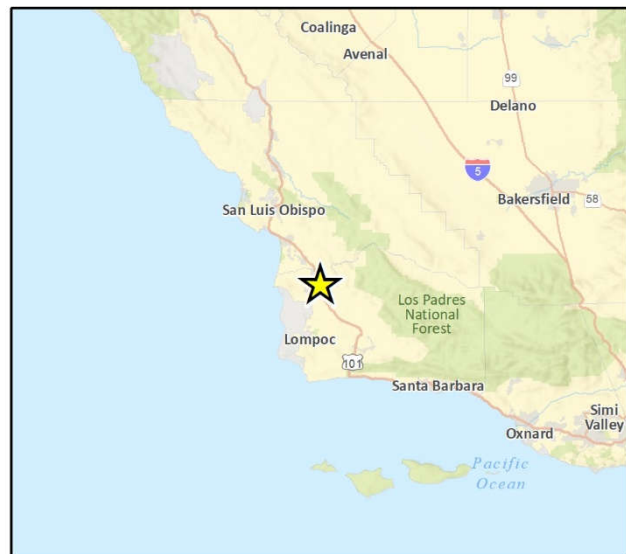 Coalinga
Avenal
99
Delano
5
Bakersfield
58
San Luis Obispo
Los Padres
National
Forest
Lompoc
101
Santa Barbara
Simi
Valley
Oxnard
Pacific
Ocean